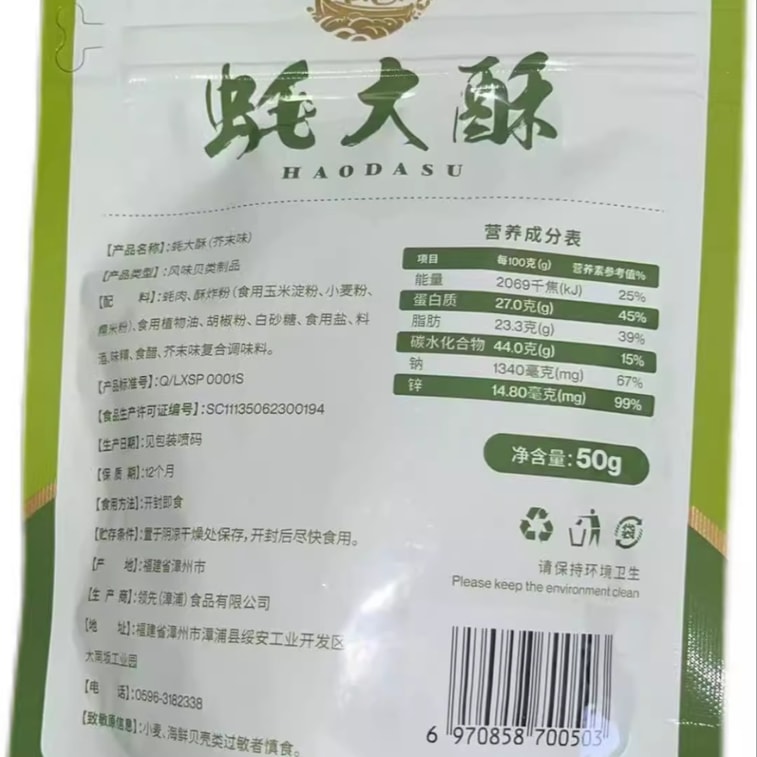 蚝大酥
HAODASU
【产品名称】:蚝大酥(芥末味)
【产品类型】:风味贝类制品
【配 料】:蚝肉、酥炸粉(食用玉米淀粉、小麦粉、
糯米粉)、食用植物油、胡椒粉、白砂糖、食用盐、料
酒、味精、食醋、芥末味复合调味料。
【产品标准号】:Q/LXSP 0001S
【食品生产许可证编号】:SC11135062300194
【生产日期】:见包装喷码
【保 质 期】:12个月
【食用方法】:开封即食
【贮存条件】:置于阴凉干燥处保存,开封后尽快食用。
【产 地】:福建省漳州市
【生 产 商】:领先(漳浦)食品有限公司
【地 址】:福建省漳州市漳浦县绥安工业开发区
大周坂工业园
【电 话】:0596-3182338
【致敏原信息】:小麦、海鲜贝壳类过敏者慎食。
营养成分表
项目 每100克(g) 营养素参考值%
能量 2069千焦(kJ) 25%
蛋白质 27.0克(g) 45%
脂肪 23.3克(g) 39%
碳水化合物 44.0克(g) 15%
钠 1340毫克(mg) 67%
锌 14.80毫克(mg) 99%
净含量:50g
请保持环境卫生
Please keep the environment clean
6 970858 700503